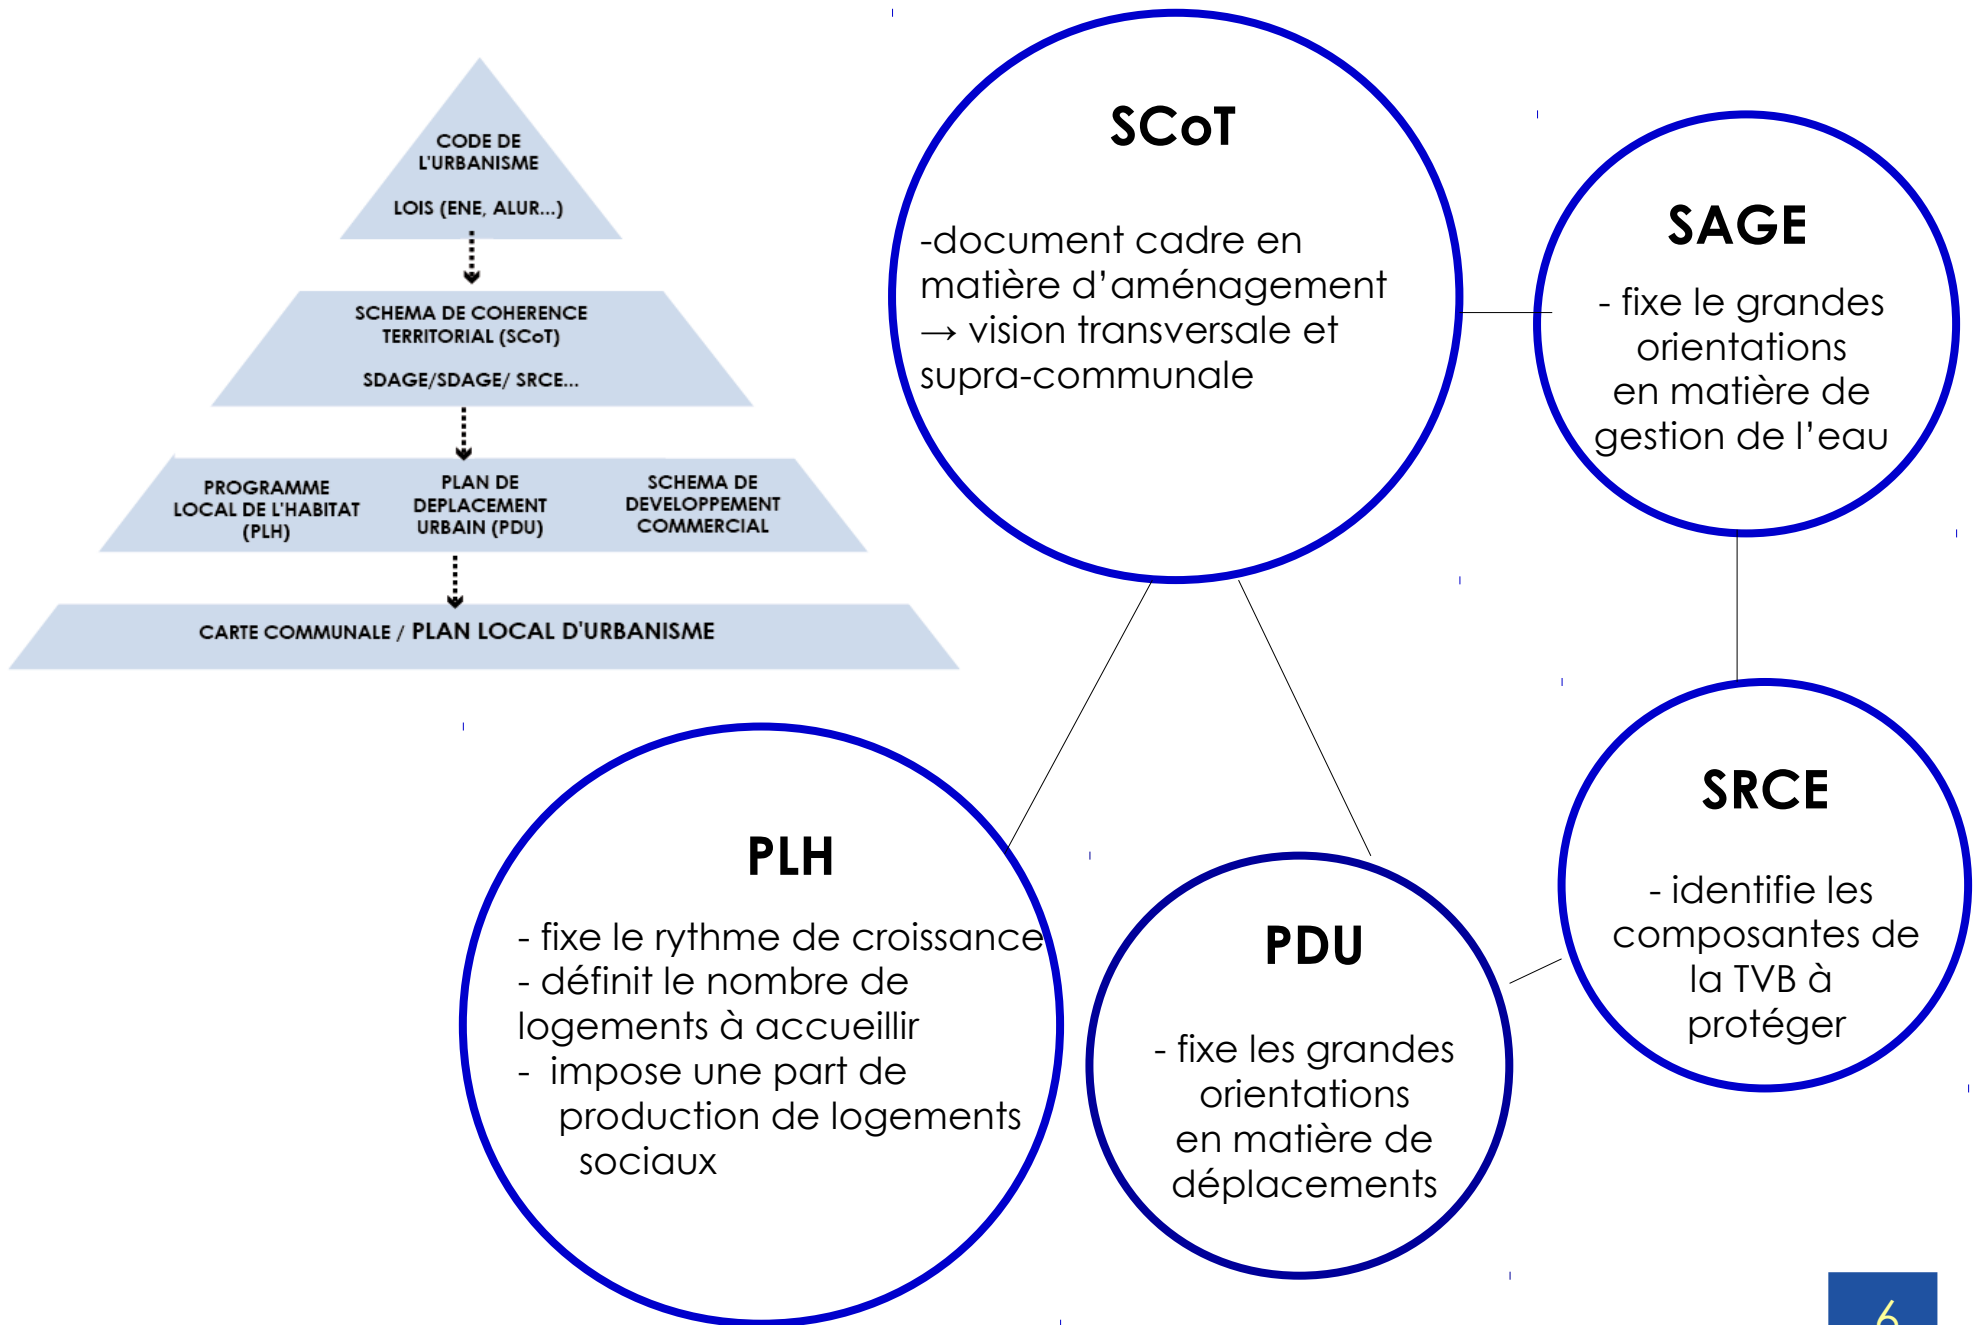 CODE DE
L'URBANISME
LOIS (ENE, ALUR...)
SCHEMA DE COHERENCE
TERRITORIAL (SCoT)
SDAGE/SDAGE/ SRCE...
PROGRAMME
LOCAL DE L'HABITAT
(PLH)
PLAN DE
DEPLACEMENT
URBAIN (PDU)
SCHEMA DE
DEVELOPPEMENT
COMMERCIAL
CARTE COMMUNALE / PLAN LOCAL D'URBANISME
SCoT
-document cadre en
matière d’aménagement
→ vision transversale et
supra-communale
SAGE
- fixe le grandes
orientations
en matière de
gestion de l’eau
PLH
- fixe le rythme de croissance
- définit le nombre de
logements à accueillir
- impose une part de
production de logements
sociaux
PDU
- fixe les grandes
orientations
en matière de
déplacements
SRCE
- identifie les
composantes de
la TVB à
protéger
6